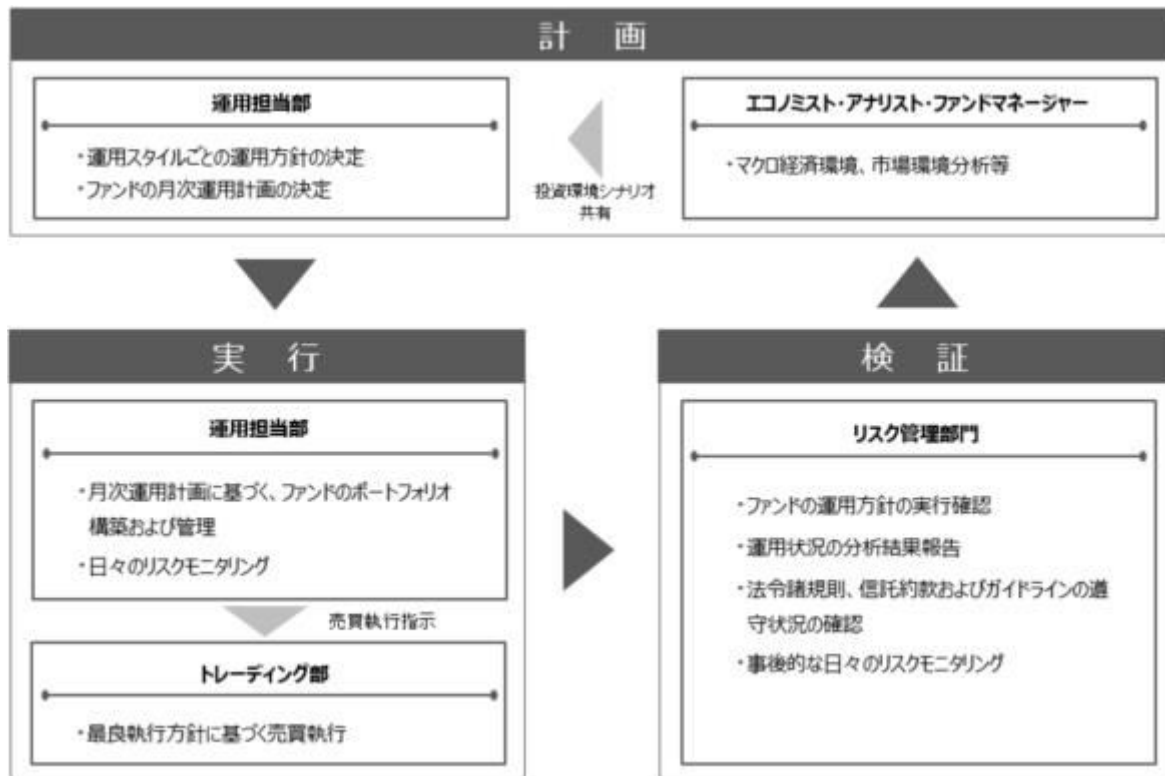 計 画
運用担当部
・運用スタイルごとの運用方針の決定
・ファンドの月次運用計画の決定
投資環境シナリオ
共有
エコノミスト・アナリスト・ファンドマネージャー
・マクロ経済環境、市場環境分析等
実 行
運用担当部
・月次運用計画に基づく、ファンドのポートフォリオ
構築および管理
・日々のリスクモニタリング
売買執行指示
トレーディング部
・最良執行方針に基づく売買執行
検 証
リスク管理部門
・ファンドの運用方針の実行確認
・運用状況の分析結果報告
・法令諸規則、信託約款およびガイドラインの遵
守状況の確認
・事後的な日々のリスクモニタリング